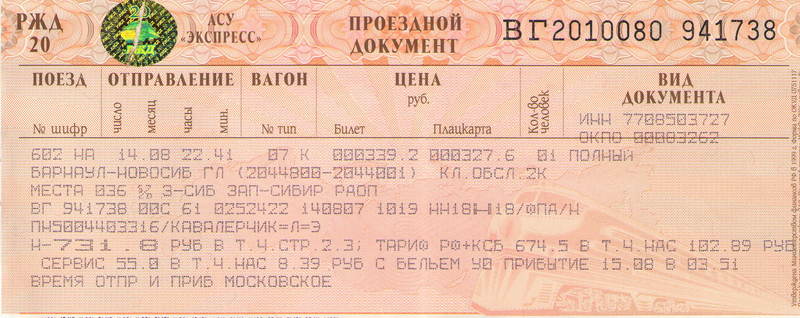 РЖД
20
АСУ
«ЭКСПРЕСС»
ПРОЕЗДНОЙ
ДОКУМЕНТ
ВГ2010080 941738
ПОЕЗД ОТПРАВЛЕНИЕ ВАГОН ЦЕНА ВИД
руб. ДОКУМЕНТА
№ шифр число месяц часы мин. № тип Билет Плацкарта Кол-во человек
ИНН 7708503727
ОКПО 00083262
602 НА 14.08 22.41 07 К 000339.2 000327.6 01 ПОЛНЫЙ
БАРНАУЛ-НОВОСИБ ГЛ (2044800-2044001) КЛ.ОБСЛ.2К
МЕСТА 036 З-СИБ ЗАП-СИБИР РАОП
ВГ 941738 00С 61 0252422 140807 1019 НН18Н18/ФПА/Н
ПН5004403316/КАВАЛЕРЧИК=Л=Э
Н-731.8 РУБ В Т.Ч.СТР.2.3; ТАРИФ РФ+КСБ 674.5 В Т.Ч.НАС 102.89 РУБ
СЕРВИС 55.0 В Т.Ч.НАС 8.39 РУБ С БЕЛЬЕМ У0 ПРИБЫТИЕ 15.08 В 03.51
ВРЕМЯ ОТПР И ПРИБ МОСКОВСКОЕ